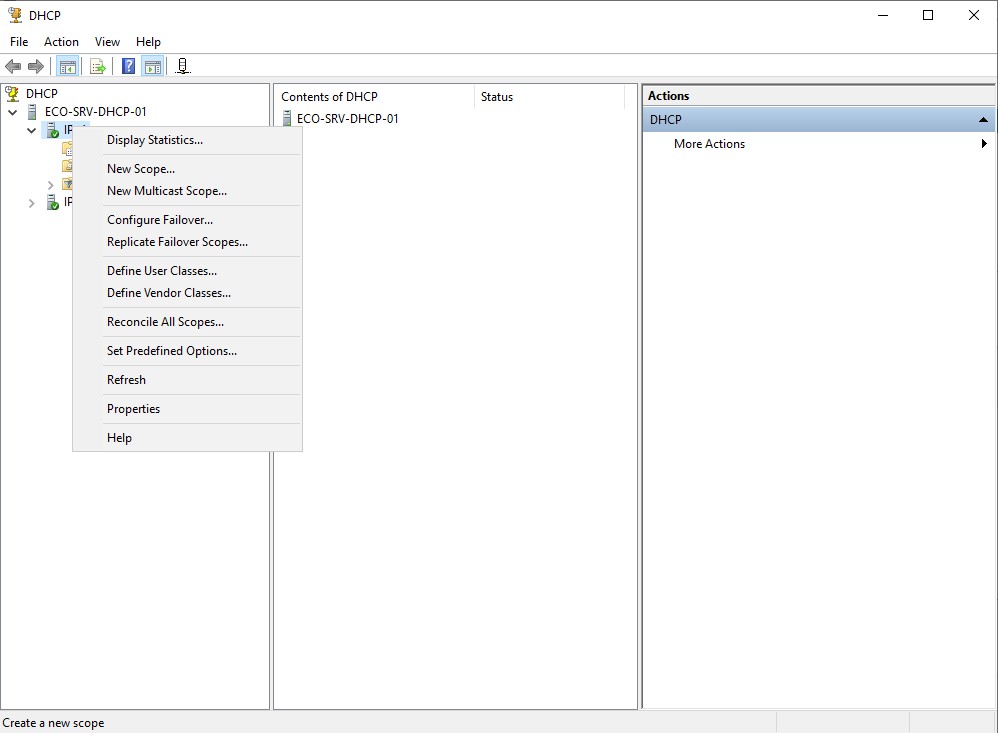 DHCP
File Action View Help
DHCP
ECO-SRV-DHCP-01
IP
IP
Display Statistics...
New Scope...
New Multicast Scope...
Configure Failover...
Replicate Failover Scopes...
Define User Classes...
Define Vendor Classes...
Reconcile All Scopes...
Set Predefined Options...
Refresh
Properties
Help
Contents of DHCP Status
ECO-SRV-DHCP-01
Actions
DHCP
More Actions
Create a new scope